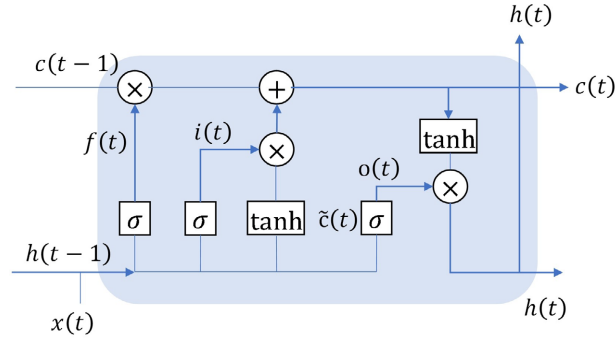 h(t)
c(t−1)
×
+
c(t)
f(t)
i(t)
×
tanh
o(t)
×
σ
σ
tanh
c̃(t)
σ
h(t−1)
x(t)
h(t)